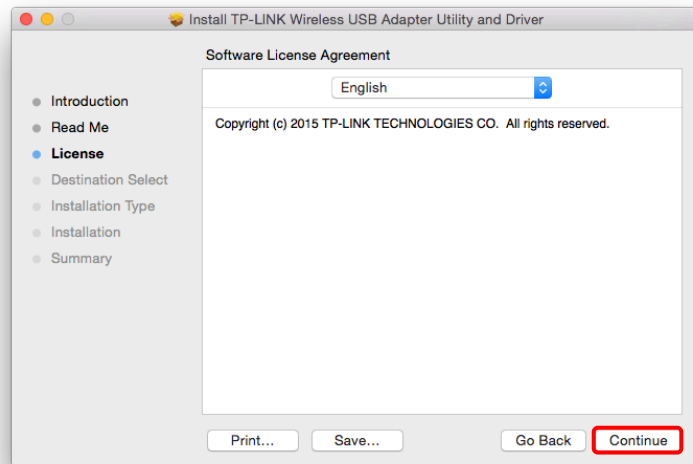 Install TP-LINK Wireless USB Adapter Utility and Driver
Software License Agreement
English
Introduction
Read Me
License
Destination Select
Installation Type
Installation
Summary
Copyright (c) 2015 TP-LINK TECHNOLOGIES CO.  All rights reserved.
Print...
Save...
Go Back
Continue